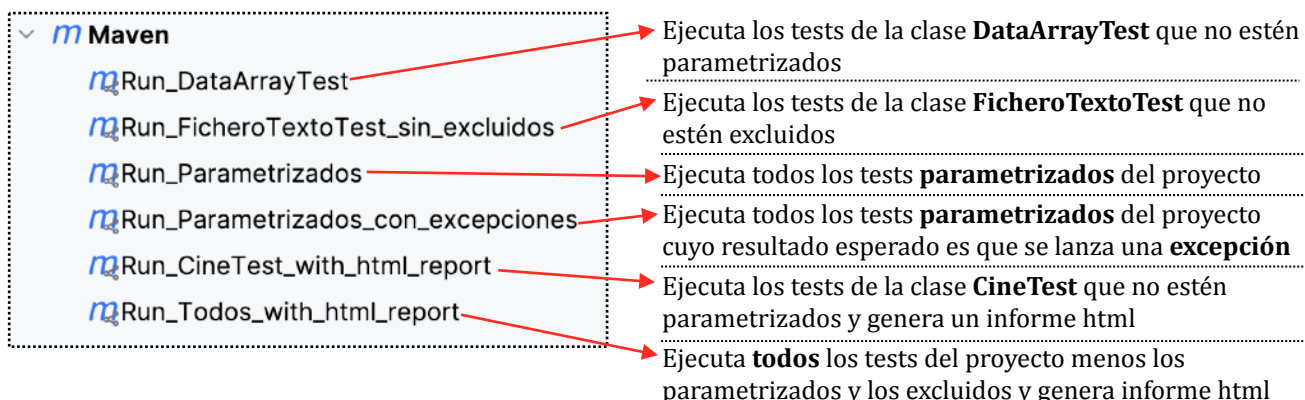 Maven
Run_DataArrayTest
Run_FicheroTextoTest_sin_excluidos
Run_Parametrizados
Run_Parametrizados_con_excepciones
Run_CineTest_with_html_report
Run_Todos_with_html_report
Ejecuta los tests de la clase DataArrayTest que no estén
parametrizados
Ejecuta los tests de la clase FicheroTextoTest que no
estén excluidos
Ejecuta todos los tests parametrizados del proyecto
Ejecuta todos los tests parametrizados del proyecto
cuyo resultado esperado es que se lanza una excepción
Ejecuta los tests de la clase CineTest que no estén
parametrizados y genera un informe html
Ejecuta todos los tests del proyecto menos los
parametrizados y los excluidos y genera informe html